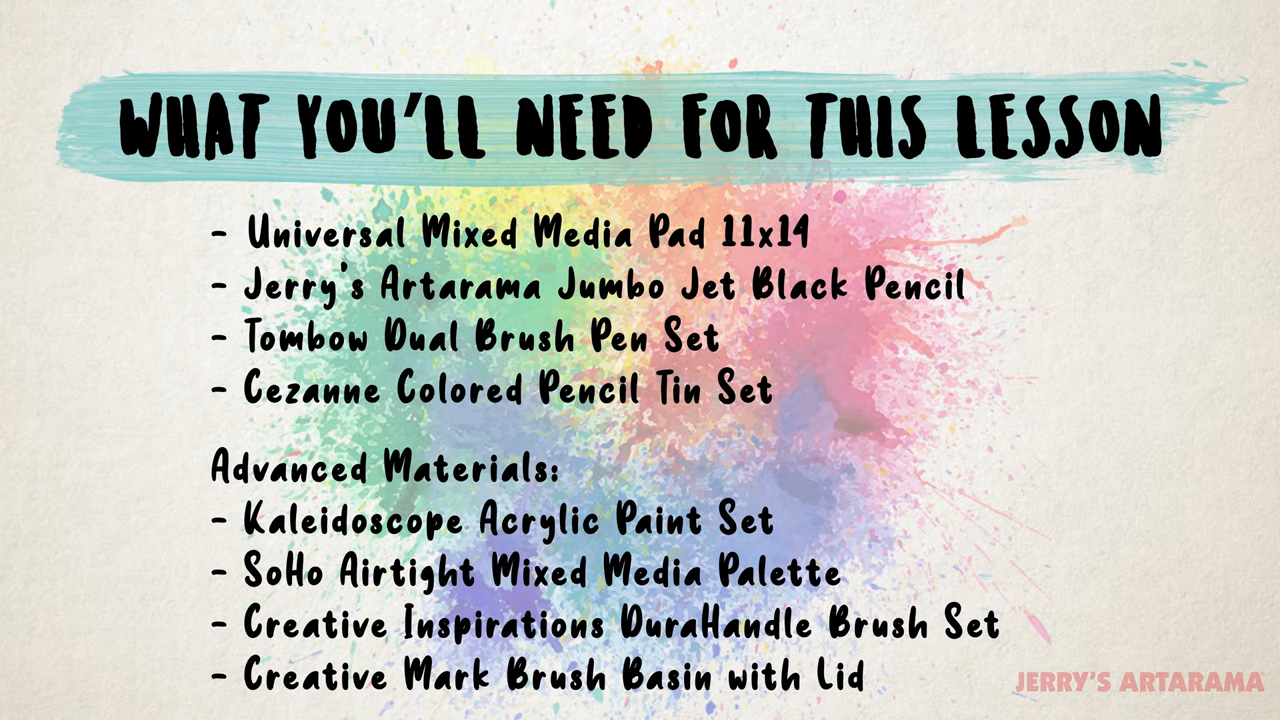 WHAT YOU'LL NEED FOR THIS LESSON
- Universal Mixed Media Pad 11x14
- Jerry's Artarama Jumbo Jet Black Pencil
- Tombow Dual Brush Pen Set
- Cezanne Colored Pencil Tin Set
Advanced Materials:
- Kaleidoscope Acrylic Paint Set
- SoHo Airtight Mixed Media Palette
- Creative Inspirations DuraHandle Brush Set
- Creative Mark Brush Basin with Lid
JERRY'S ARTARAMA